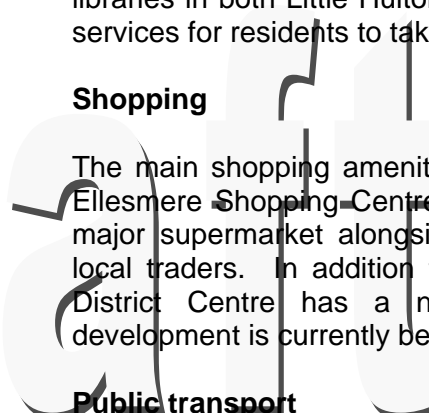 libraries in both Little Hulton
services for residents to tak
Shopping
The main shopping amenit
Ellesmere Shopping Centre
major supermarket alongsi
local traders. In addition
District Centre has a n
development is currently be
Public transport
aft